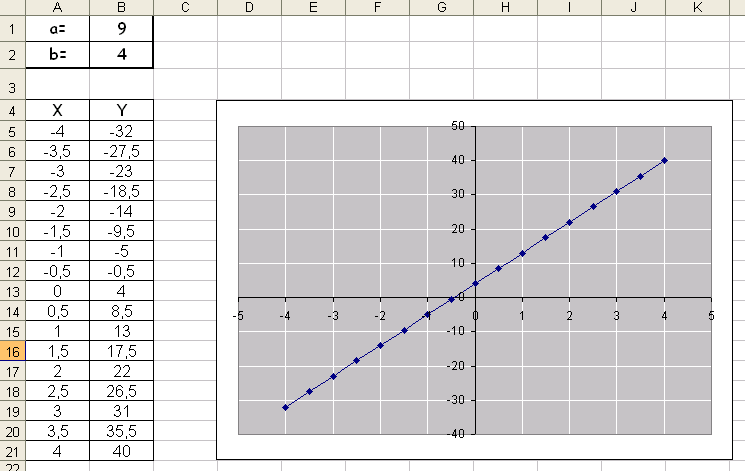 A B C D E F G H I J K
1 a= 9
2 b= 4
3
4 X Y
5 -4 -32
6 -3,5 -27,5
7 -3 -23
8 -2,5 -18,5
9 -2 -14
10 -1,5 -9,5
11 -1 -5
12 -0,5 -0,5
13 0 4
14 0,5 8,5
15 1 13
16 1,5 17,5
17 2 22
18 2,5 26,5
19 3 31
20 3,5 35,5
21 4 40
22
50
40
30
20
10
0
-5 -4 -3 -2 -1 0 1 2 3 4 5
-10
-20
-30
-40